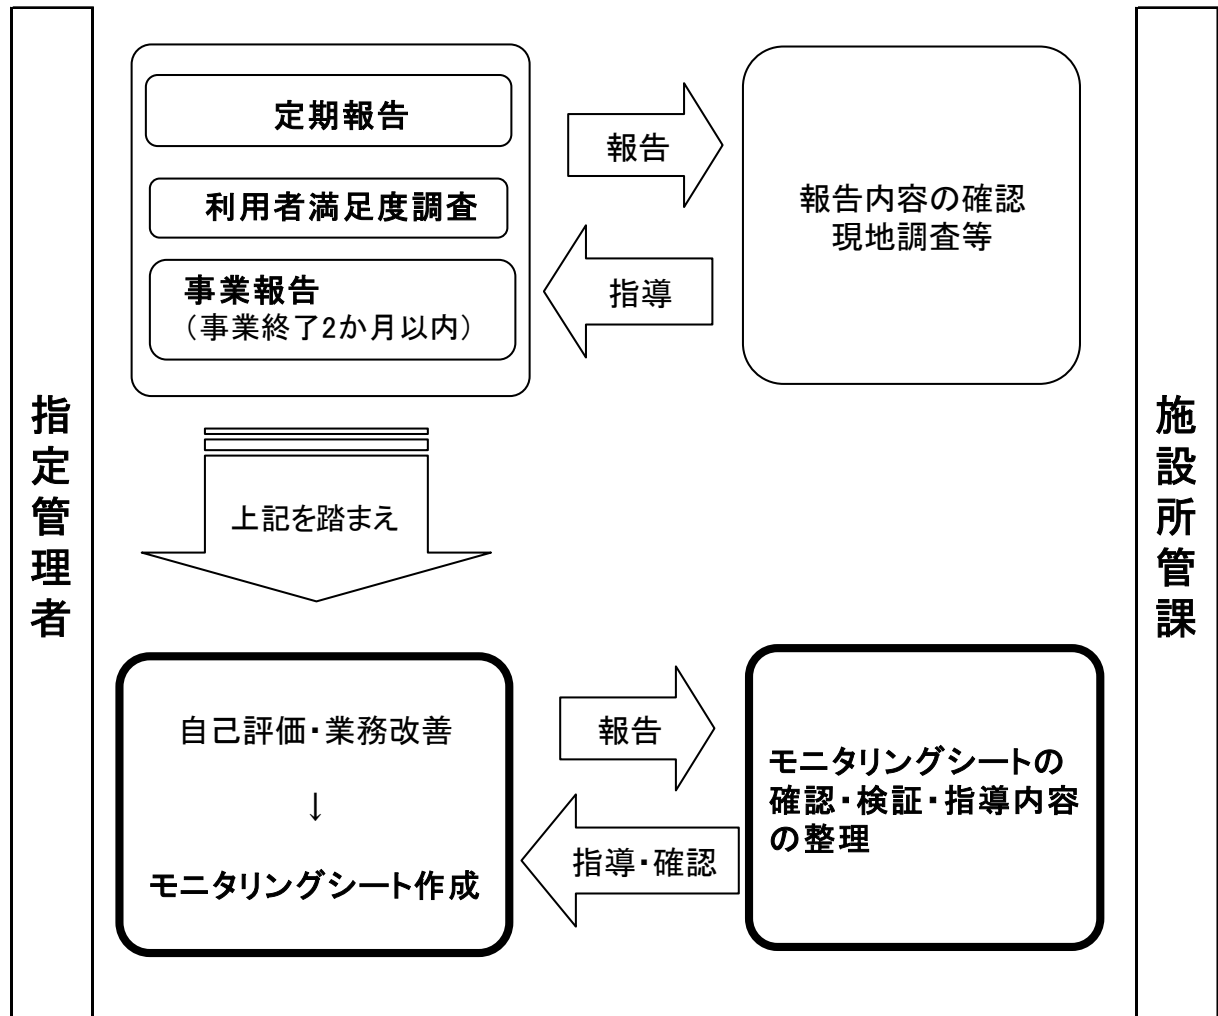 指定管理者
定期報告
利用者満足度調査
事業報告
（事業終了2か月以内）
報告
指導
報告内容の確認
現地調査等
上記を踏まえ
自己評価・業務改善
↓
モニタリングシート作成
報告
指導・確認
モニタリングシートの
確認・検証・指導内容
の整理
施設所管課